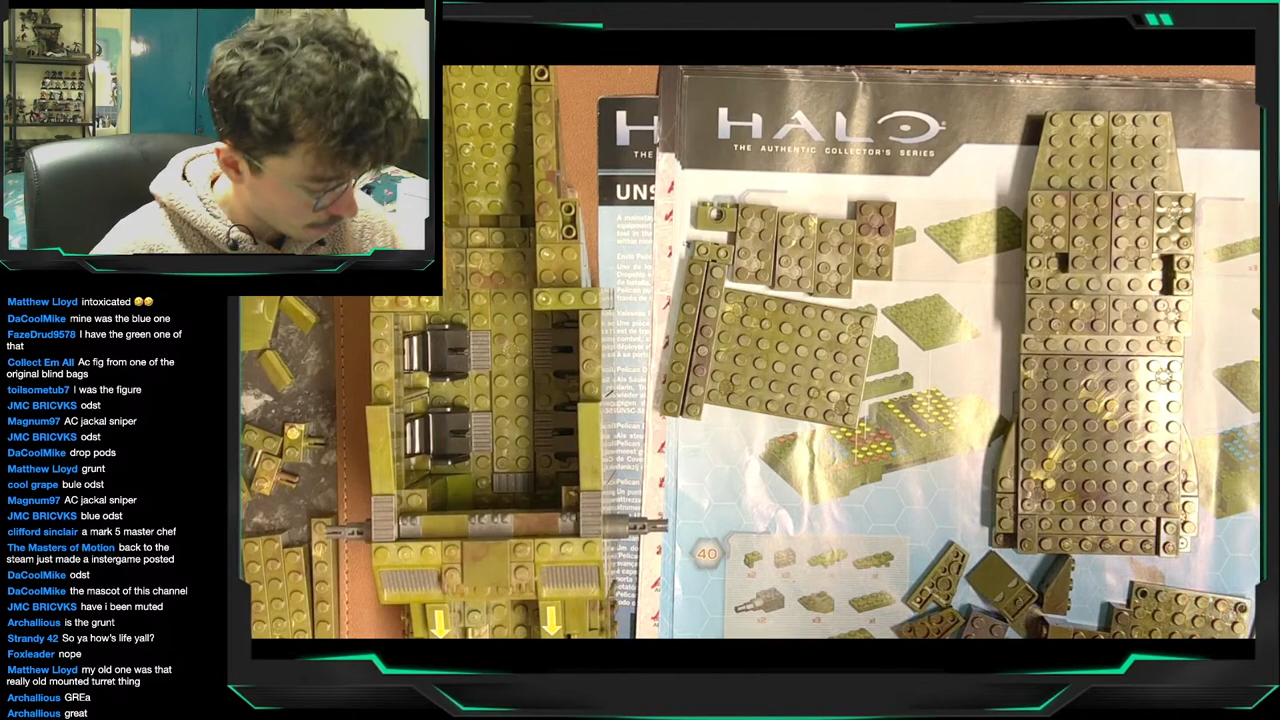 Matthew Lloyd intoxicated 🤣🤣
DaCoolMike mine was the blue one
FazeDrud9578 I have the green one of
that
Collect Em All Ac fig from one of the
original blind bags
toilsometub7 I was the figure
JMC BRICVKS odst
Magnum97 AC jackal sniper
JMC BRICVKS odst
DaCoolMike drop pods
Matthew Lloyd grunt
cool grape bule odst
Magnum97 AC jackal sniper
JMC BRICVKS blue odst
clifford sinclair a mark 5 master chef
The Masters of Motion back to the
steam just made a instergame posted
DaCoolMike odst
DaCoolMike the mascot of this channel
JMC BRICVKS have i been muted
Archallious is the grunt
Strandy 42 So ya how's life yall?
Foxleader nope
Matthew Lloyd my old one was that
really old mounted turret thing
Archallious GREa
Archallious great
H
THE
UNS
A mainsta
HALO
THE AUTHENTIC COLLECTOR'S SERIES
40